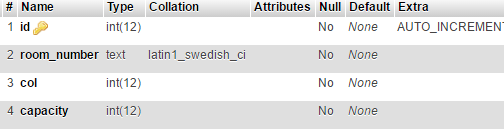 # Name Type Collation Attributes Null Default Extra
1 id int(12) No None AUTO_INCREMENT
2 room_number text latin1_swedish_ci No None
3 col int(12) No None
4 capacity int(12) No None